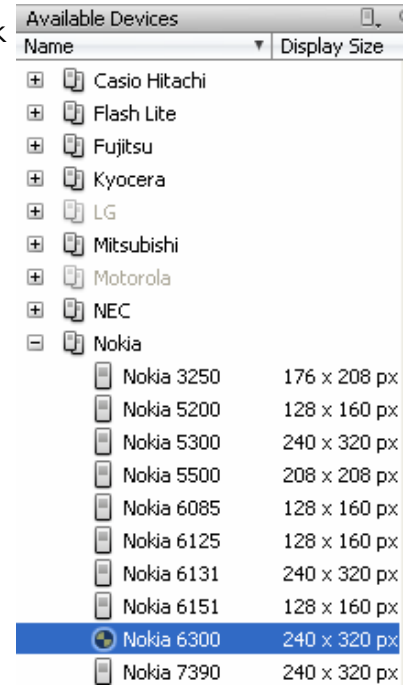 Available Devices
Name Display Size
Casio Hitachi
Flash Lite
Fujitsu
Kyocera
LG
Mitsubishi
Motorola
NEC
Nokia
Nokia 3250 176 x 208 px
Nokia 5200 128 x 160 px
Nokia 5300 240 x 320 px
Nokia 5500 208 x 208 px
Nokia 6085 128 x 160 px
Nokia 6125 128 x 160 px
Nokia 6131 240 x 320 px
Nokia 6151 128 x 160 px
Nokia 6300 240 x 320 px
Nokia 7390 240 x 320 px